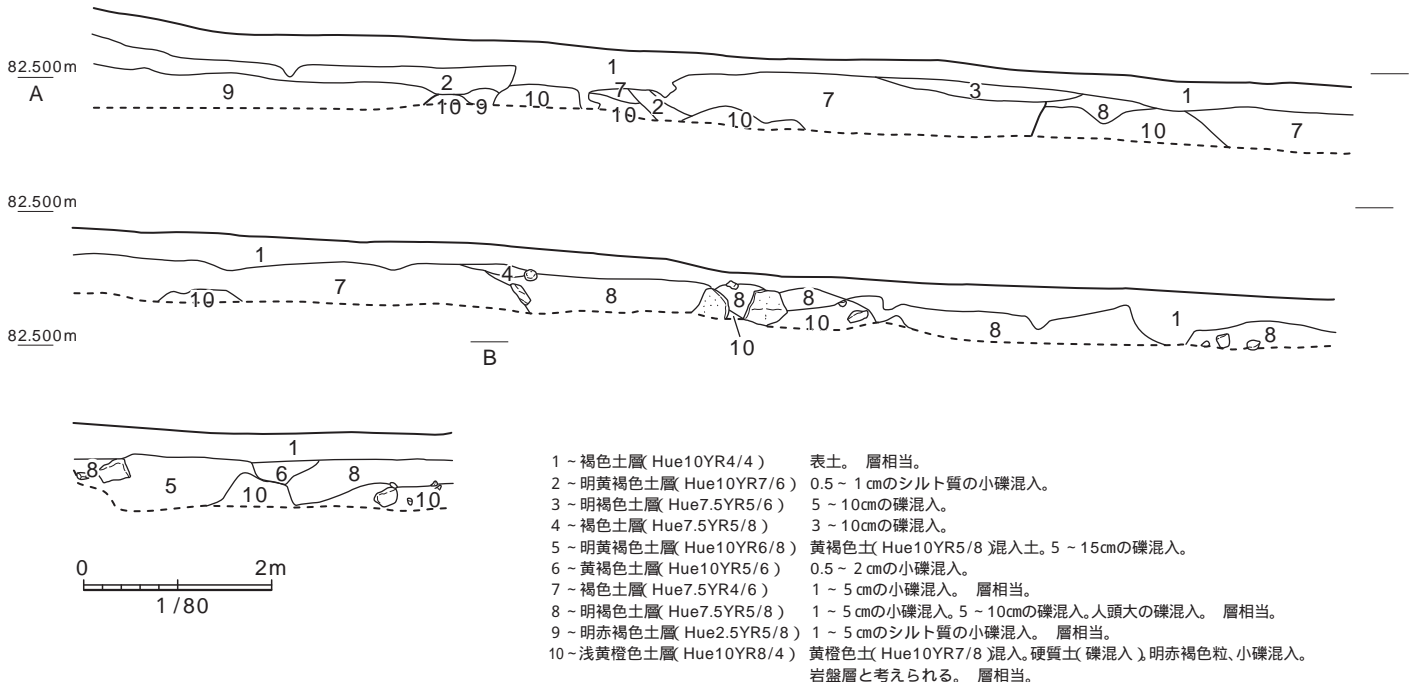 1
82.500m
A
2
7
3
1
9
10
9
10
10
2
10
7
8
10
7
82.500m
1
7
4
10
8
8
8
10
10
8
1
8
82.500m
B
1
8
5
6
8
10
10
0 2m
1/80
1~褐色土層(Hue10YR4/4) 表土。 層相当。
2~明黄褐色土層(Hue10YR7/6) 0.5~1㎝のシルト質の小礫混入。
3~明褐色土層(Hue7.5YR5/6) 5~10㎝の礫混入。
4~褐色土層(Hue7.5YR5/8) 3~10㎝の礫混入。
5~明黄褐色土層(Hue10YR6/8) 黄褐色土(Hue10YR5/8)混入土。5~15㎝の礫混入。
6~黄褐色土層(Hue10YR5/6) 0.5~2㎝の小礫混入。
7~褐色土層(Hue7.5YR4/6) 1~5㎝の小礫混入。 層相当。
8~明褐色土層(Hue7.5YR5/8) 1~5㎝の小礫混入。5~10㎝の礫混入。人頭大の礫混入。 層相当。
9~明赤褐色土層(Hue2.5YR5/8) 1~5㎝のシルト質の小礫混入。 層相当。
10~浅黄橙色土層(Hue10YR8/4) 黄橙色土(Hue10YR7/8)混入。硬質土(礫混入)。明赤褐色粒、小礫混入。
岩盤層と考えられる。 層相当。